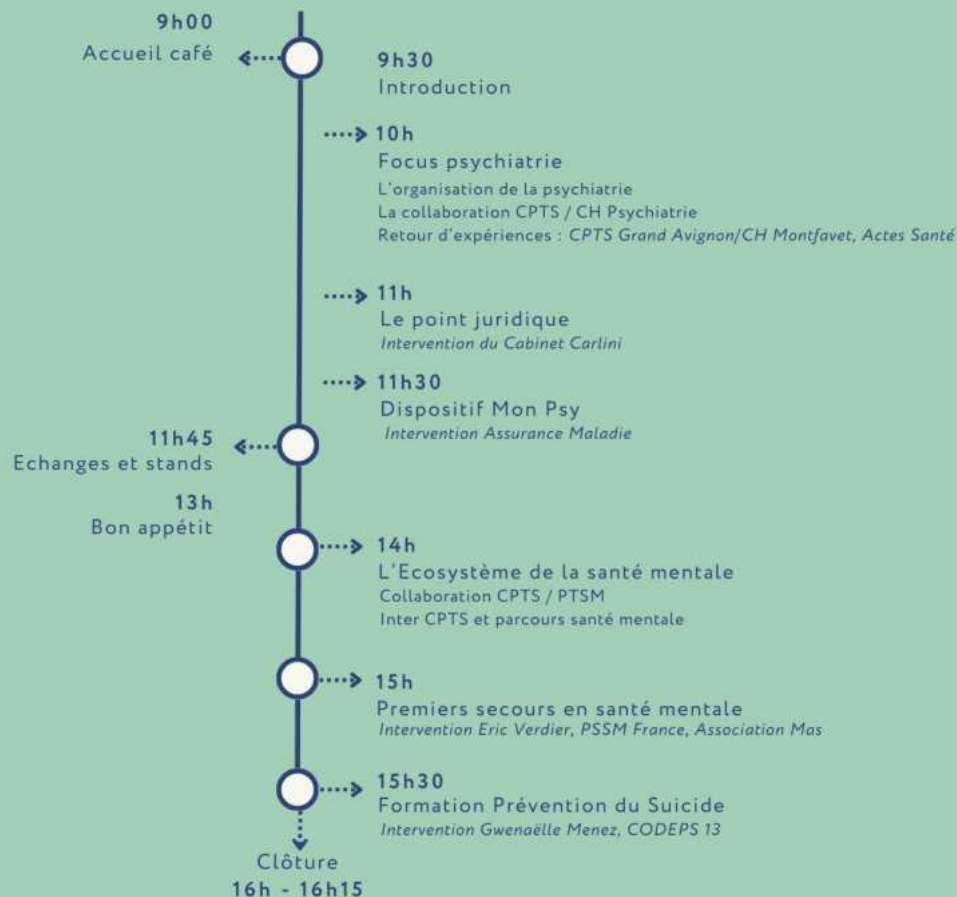 9h00
Accueil café
9h30
Introduction
10h
Focus psychiatrie
L'organisation de la psychiatrie
La collaboration CPTS / CH Psychiatrie
Retour d'expériences : CPTS Grand Avignon/CH Montfavet, Actes Santé
11h
Le point juridique
Intervention du Cabinet Carlini
11h30
Dispositif Mon Psy
Intervention Assurance Maladie
11h45
Echanges et stands
13h
Bon appétit
14h
L'Ecosystème de la santé mentale
Collaboration CPTS / PTSM
Inter CPTS et parcours santé mentale
15h
Premiers secours en santé mentale
Intervention Eric Verdier, PSSM France, Association Mas
15h30
Formation Prévention du Suicide
Intervention Gwenaëlle Menez, CODEPS 13
Clôture
16h - 16h15